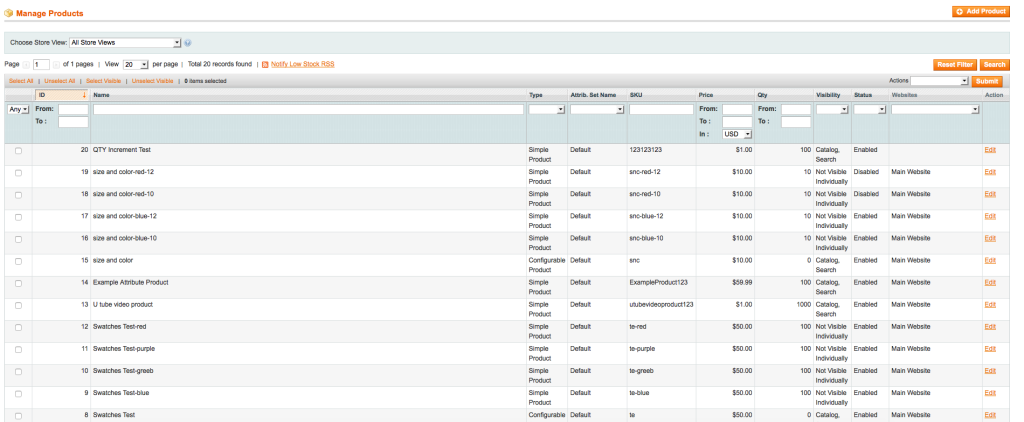 Manage Products
Add Product
Choose Store View: All Store Views
Page 1 of 1 pages | View 20 per page | Total 20 records found | Notify Low Stock RSS
Reset Filter Search
Select All | Unselect All | Select Visible | Unselect Visible | 0 items selected
Actions Submit
ID Name Type Attrib. Set Name SKU Price Qty Visibility Status Websites Action
Any From: From: From:
To : To : To :
In : USD
20 QTY Increment Test Simple Default 123123123 $1.00 100 Catalog, Enabled Edit
Product Search
19 size and color-red-12 Simple Default snc-red-12 $10.00 10 Not Visible Disabled Main Website Edit
Product Individually
18 size and color-red-10 Simple Default snc-red-10 $10.00 10 Not Visible Disabled Main Website Edit
Product Individually
17 size and color-blue-12 Simple Default snc-blue-12 $10.00 10 Not Visible Enabled Main Website Edit
Product Individually
16 size and color-blue-10 Simple Default snc-blue-10 $10.00 10 Not Visible Enabled Main Website Edit
Product Individually
15 size and color Configurable Default snc $10.00 0 Catalog, Enabled Main Website Edit
Product Search
14 Example Attribute Product Simple Default ExampleProduct123 $59.99 100 Catalog, Enabled Main Website Edit
Product Search
13 U tube video product Simple Default utubevideoproduct123 $1.00 1000 Catalog, Enabled Main Website Edit
Product Search
12 Swatches Test-red Simple Default te-red $50.00 100 Not Visible Enabled Main Website Edit
Product Individually
11 Swatches Test-purple Simple Default te-purple $50.00 100 Not Visible Enabled Main Website Edit
Product Individually
10 Swatches Test-greeb Simple Default te-greeb $50.00 100 Not Visible Enabled Main Website Edit
Product Individually
9 Swatches Test-blue Simple Default te-blue $50.00 100 Not Visible Enabled Main Website Edit
Product Individually
8 Swatches Test Configurable Default te $50.00 0 Catalog, Enabled Main Website Edit